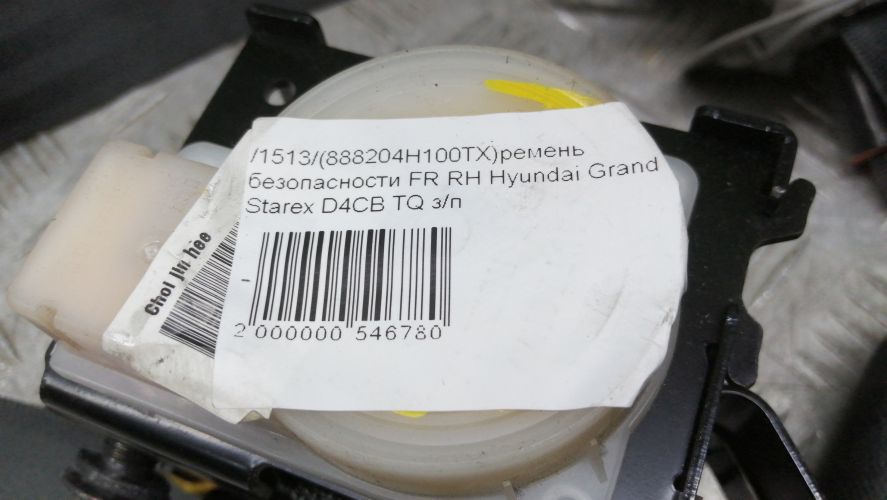 /1513/(888204H100TX)ремень
безопасности FR RH Hyundai Grand
Starex D4CB TQ з/п
2 000000 546780
Choi jin hee